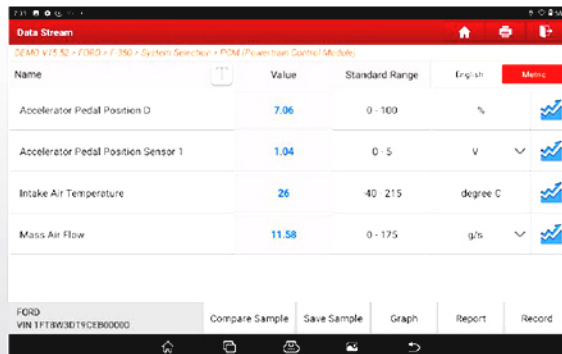 7:31
Data Stream
DEMO V15.52 > FORD > F-350 > System Selection > PCM (Powertrain Control Module)
Name T Value Standard Range English Metric
Accelerator Pedal Position D 7.06 0 - 100 %
Accelerator Pedal Position Sensor 1 1.04 0 - 5 V
Intake Air Temperature 26 -40 - 215 degree C
Mass Air Flow 11.58 0 - 175 g/s
FORD
VIN 1FT8W3DT9CEB00000
Compare Sample Save Sample Graph Report Record